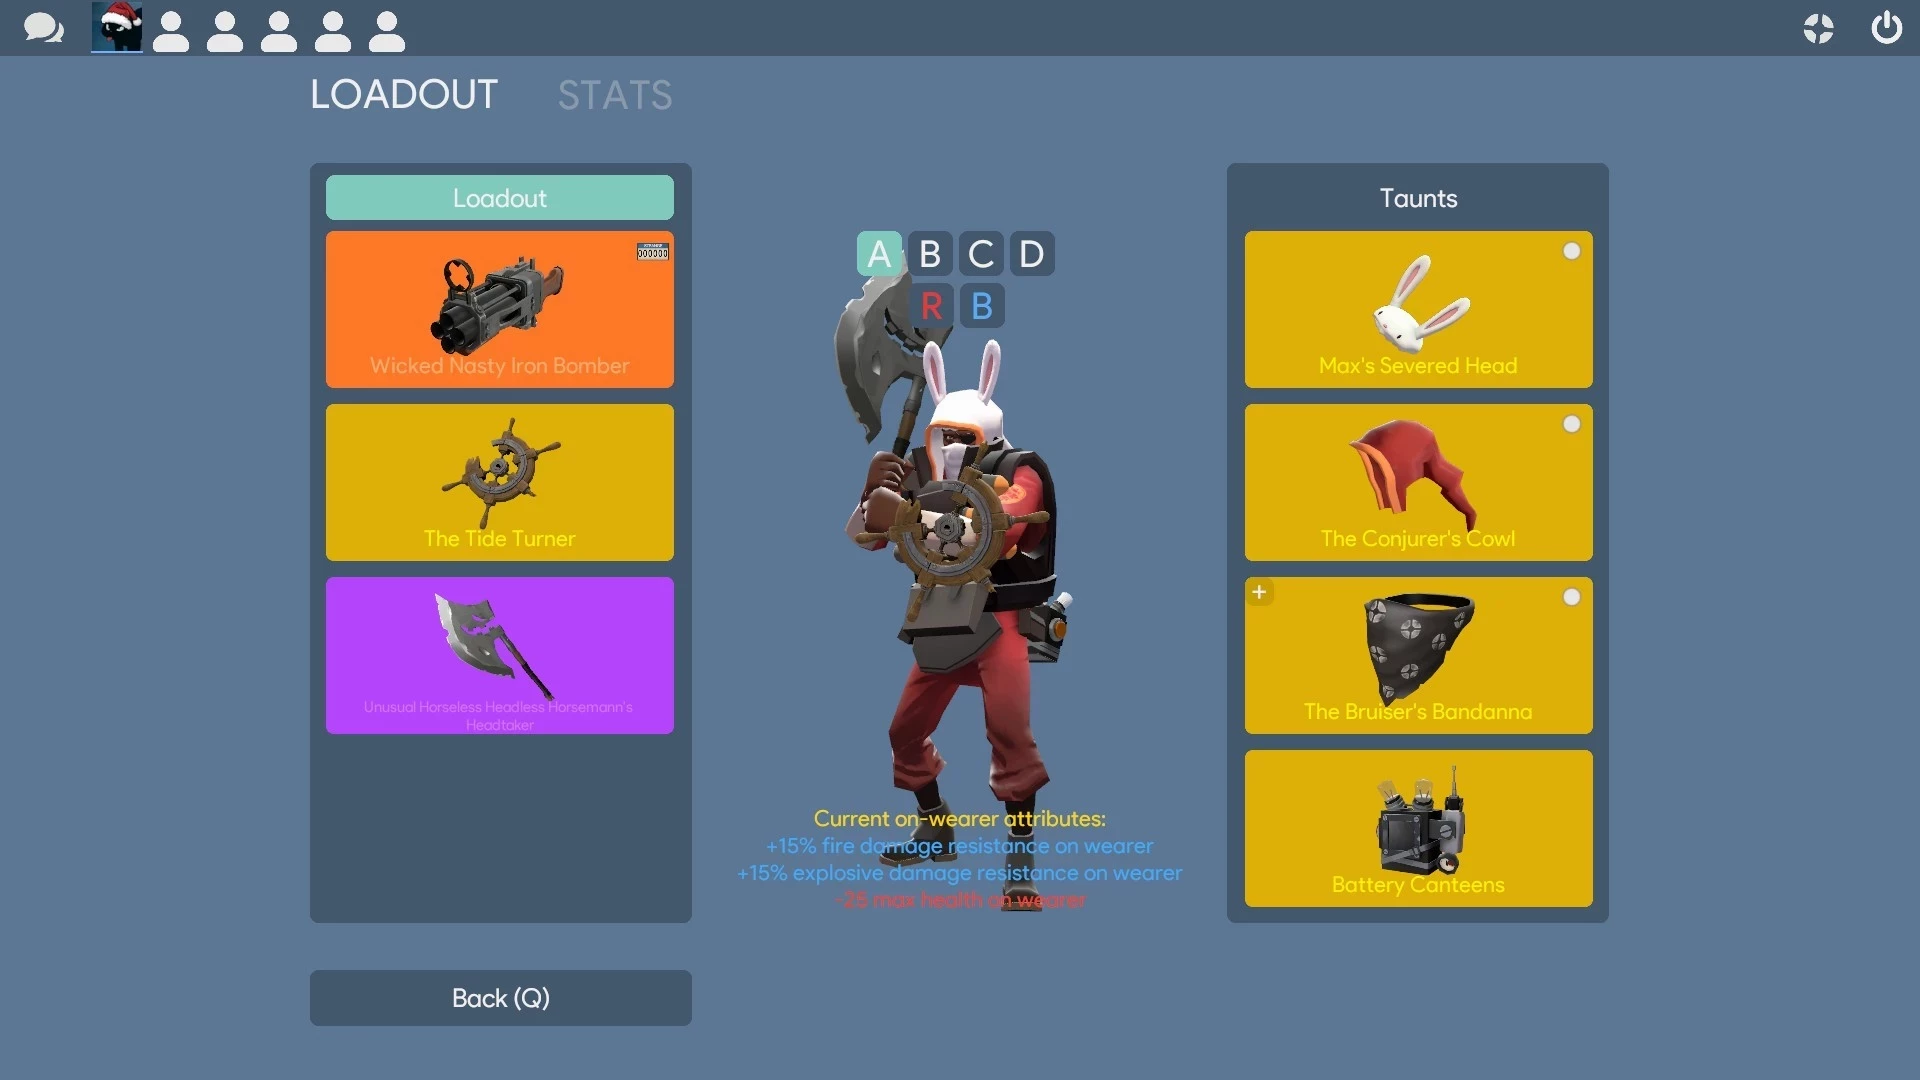 LOADOUT
STATS
Loadout
STRANGE
000000
Wicked Nasty Iron Bomber
The Tide Turner
Unusual Horseless Headless Horsemann's
Headtaker
Back (Q)
A
B
C
D
R
B
Current on-wearer attributes:
+15% fire damage resistance on wearer
+15% explosive damage resistance on wearer
-25 max health on wearer
Taunts
Max's Severed Head
The Conjurer's Cowl
+
The Bruiser's Bandanna
Battery Canteens